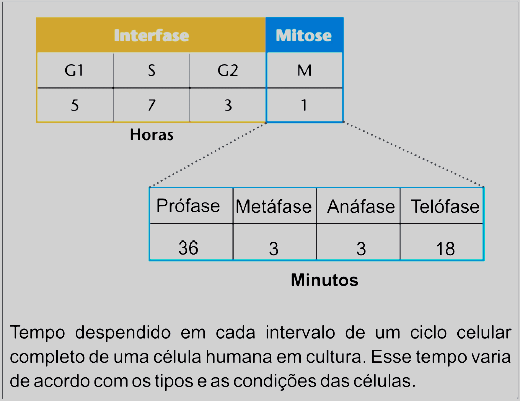 Interfase Mitose
G1 S G2 M
5 7 3 1
Horas
Prófase Metáfase Anáfase Telófase
36 3 3 18
Minutos
Tempo despendido em cada intervalo de um ciclo celular
completo de uma célula humana em cultura. Esse tempo varia
de acordo com os tipos e as condições das células.